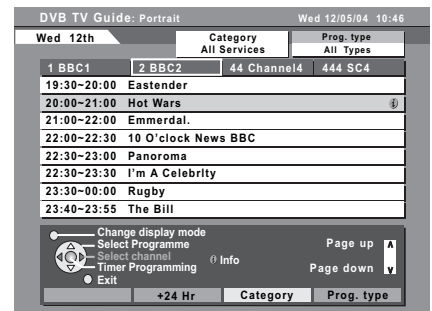 DVB TV Guide: Portrait Wed 12/05/04 10:46
Wed 12th Category Prog. type
All Services All Types
1 BBC1 2 BBC2 44 Channel4 444 SC4
19:30~20:00 Eastender
20:00~21:00 Hot Wars i
21:00~22:00 Emmerdal.
22:00~22:30 10 O'clock News BBC
22:30~23:00 Panoroma
22:30~23:30 I'm A Celebrlty
23:30~00:00 Rugby
23:40~23:55 The Bill
Change display mode
Select Programme Page up
Select channel i Info
Timer Programming Page down
Exit
+24 Hr Category Prog. type